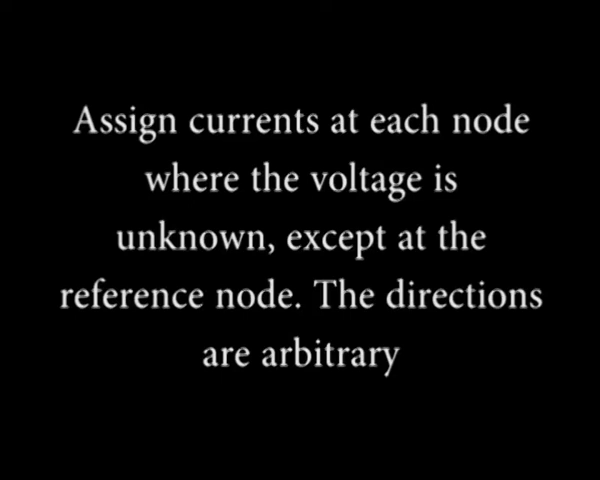 Assign currents at each node
where the voltage is
unknown, except at the
reference node. The directions
are arbitrary